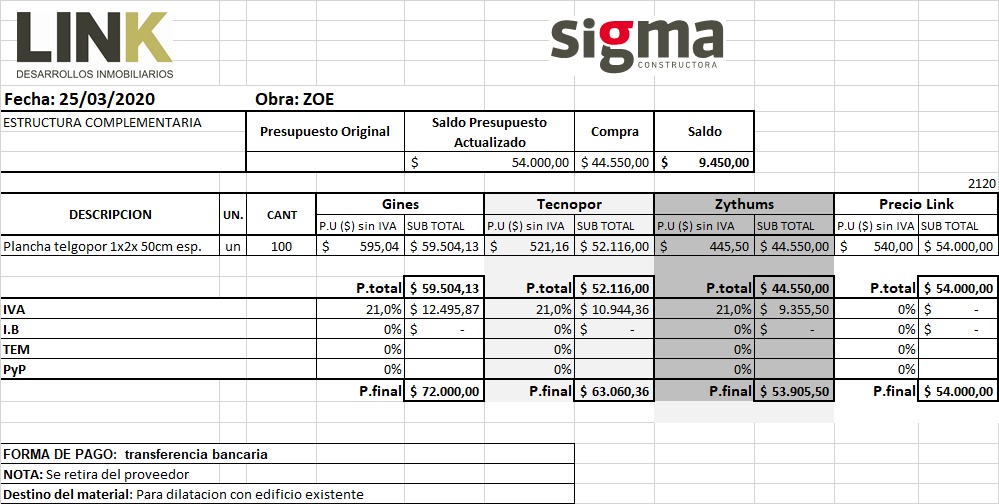 LINK
DESARROLLOS INMOBILIARIOS
sigma
CONSTRUCTORA
Fecha: 25/03/2020 Obra: ZOE
ESTRUCTURA COMPLEMENTARIA
Presupuesto Original Saldo Presupuesto Actualizado Compra Saldo
$ 54.000,00 $ 44.550,00 $ 9.450,00
2120
DESCRIPCION UN. CANT Gines Tecnopor Zythums Precio Link
P.U ($) sin IVA SUB TOTAL P.U ($) sin IVA SUB TOTAL P.U ($) sin IVA SUB TOTAL P.U ($) sin IVA SUB TOTAL
Plancha telgopor 1x2x 50cm esp. un 100 $ 595,04 $ 59.504,13 $ 521,16 $ 52.116,00 $ 445,50 $ 44.550,00 $ 540,00 $ 54.000,00
P.total $ 59.504,13 P.total $ 52.116,00 P.total $ 44.550,00 P.total $ 54.000,00
IVA 21,0% $ 12.495,87 21,0% $ 10.944,36 21,0% $ 9.355,50 0% $ -
I.B 0% $ - 0% $ - 0% $ - 0% $ -
TEM 0% 0% 0% 0%
PyP 0% 0% 0% 0%
P.final $ 72.000,00 P.final $ 63.060,36 P.final $ 53.905,50 P.final $ 54.000,00
FORMA DE PAGO: transferencia bancaria
NOTA: Se retira del proveedor
Destino del material: Para dilatacion con edificio existente